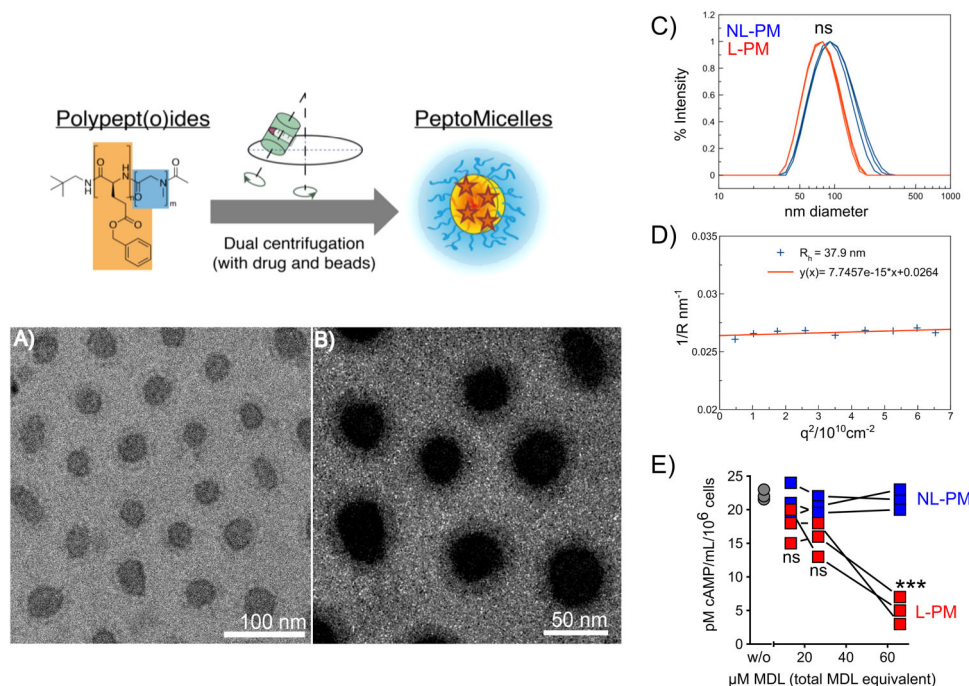 Polypept(o)ides
O
H
N
N
H
O
n
O
N
m
O
O
O
Dual centrifugation
(with drug and beads)
PeptoMicelles
A)
100 nm
B)
50 nm
C)
NL-PM
L-PM
ns
% Intensity
1.2
1
0.8
0.6
0.4
0.2
0
10
50
100
500
1000
nm diameter
D)
1/R nm⁻¹
0.035
0.03
0.025
0.02
+ Rₕ = 37.9 nm
y(x)= 7.7457e-15*x+0.0264
0 1 2 3 4 5 6 7
q²/10¹⁰cm⁻²
E)
pM cAMP/mL/10⁶ cells
25
20
15
10
5
0
NL-PM
ns
ns
***
L-PM
w/o 20 40 60
µM MDL (total MDL equivalent)